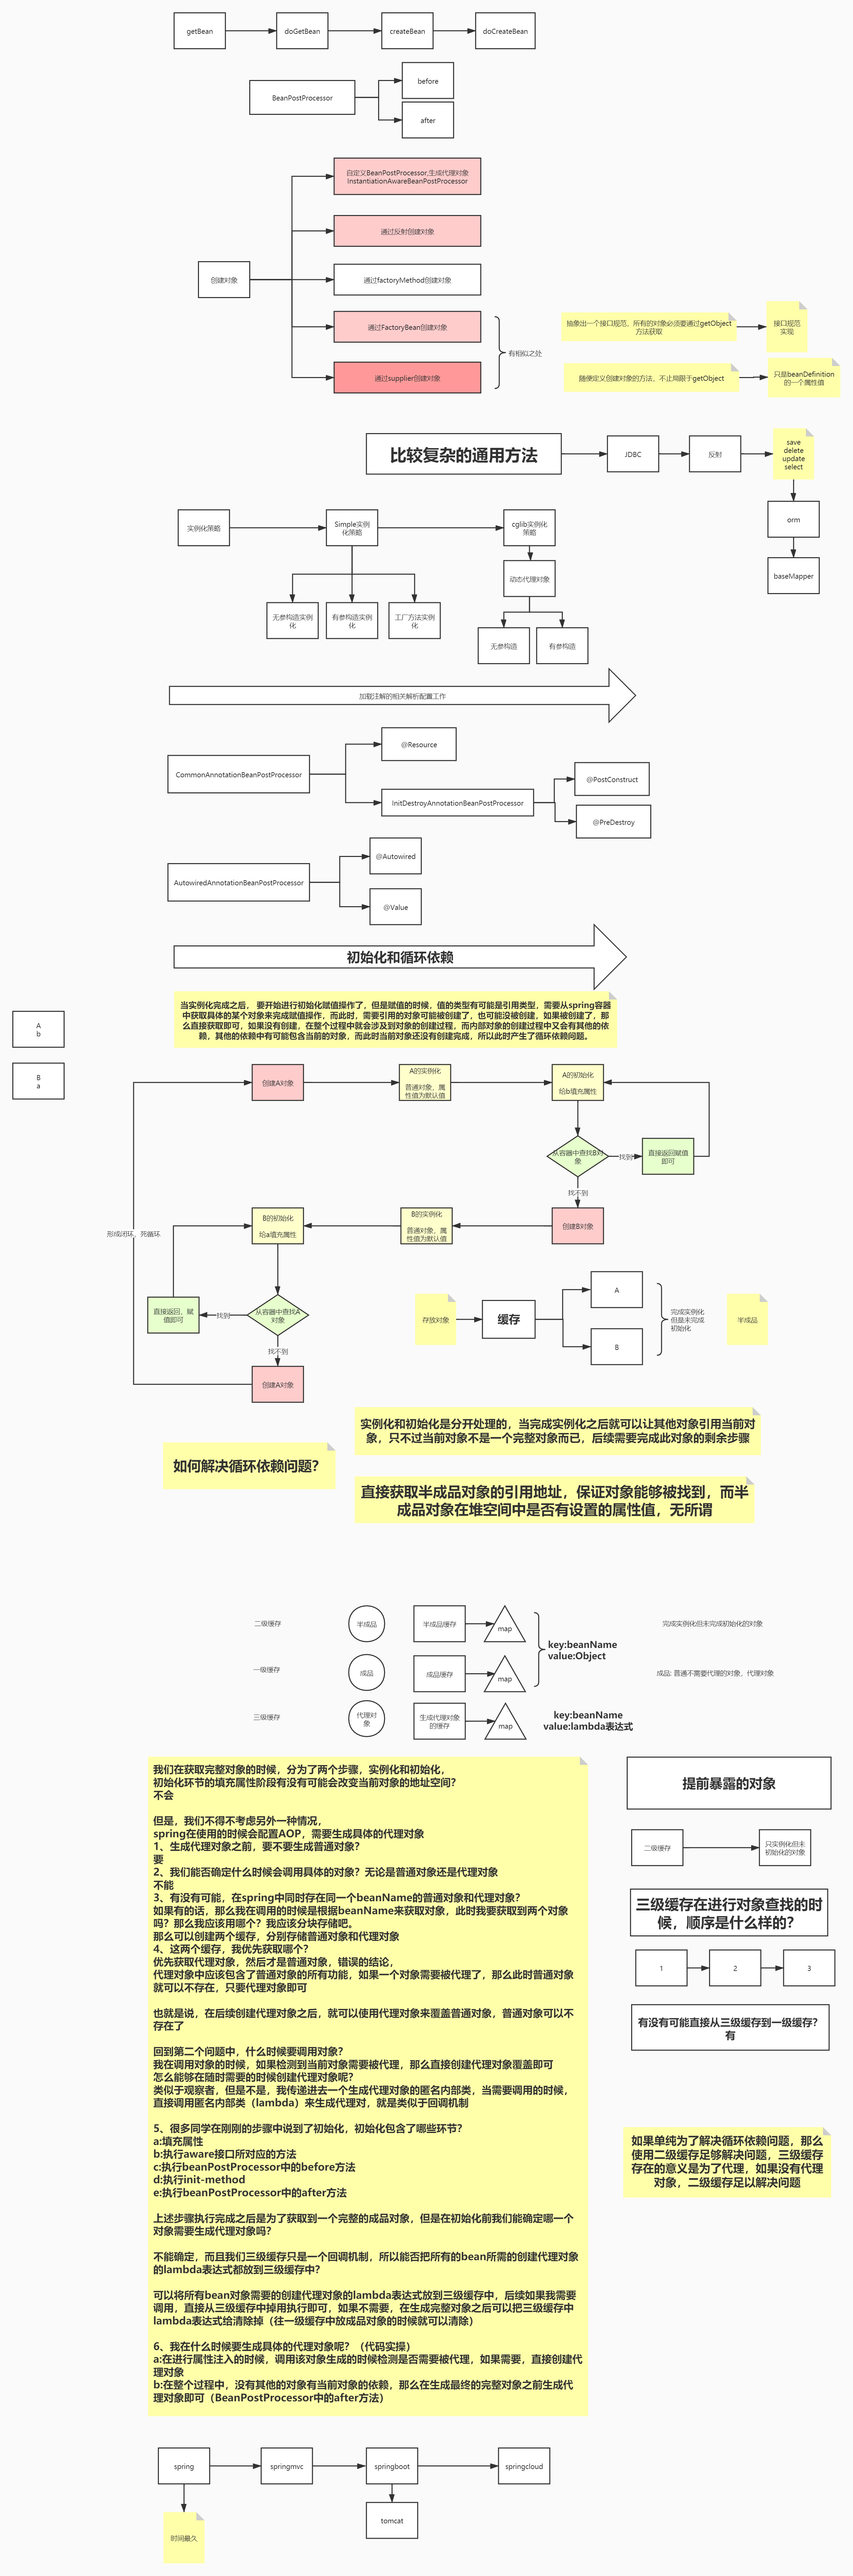 getBean
doGetBean
createBean
doCreateBean
BeanPostProcessor
before
after
创建对象
自定义BeanPostProcessor,生成代理对象
InstantiationAwareBeanPostProcessor
通过反射创建对象
通过factoryMethod创建对象
通过FactoryBean创建对象
通过supplier创建对象
有相似之处
抽象出一个接口规范，所有的对象必须要通过getObject
方法获取
接口规范
实现
随便定义创建对象的方法，不止局限于getObject
只是beanDefinition
的一个属性值
比较复杂的通用方法
JDBC
反射
save
delete
update
select
orm
baseMapper
实例化策略
Simple实例
化策略
cglib实例化
策略
动态代理对象
无参构造实例
化
有参构造实例
化
工厂方法实例
化
无参构造
有参构造
加载注解的相关解析配置工作
CommonAnnotationBeanPostProcessor
@Resource
InitDestroyAnnotationBeanPostProcessor
@PostConstruct
@PreDestroy
AutowiredAnnotationBeanPostProcessor
@Autowired
@Value
初始化和循环依赖
当实例化完成之后， 要开始进行初始化赋值操作了，但是赋值的时候，值的类型有可能是引用类型，需要从spring容器
中获取具体的某个对象来完成赋值操作，而此时，需要引用的对象可能被创建了，也可能没被创建，如果被创建了，那
么直接获取即可，如果没有创建，在整个过程中就会涉及到对象的创建过程，而内部对象的创建过程中又会有其他的依
赖，其他的依赖中有可能包含当前的对象，而此时当前对象还没有创建完成，所以此时产生了循环依赖问题。
A
b
B
a
创建A对象
A的实例化
普通对象，属
性值为默认值
A的初始化
给b填充属性
从容器中查找B对
象
找到
直接返回赋值
即可
找不到
创建B对象
B的实例化
普通对象，属
性值为默认值
B的初始化
给a填充属性
形成闭环，死循环
从容器中查找A
对象
找到
直接返回，赋
值即可
找不到
创建A对象
存放对象
缓存
A
B
完成实例化
但是未完成
初始化
半成品
实例化和初始化是分开处理的，当完成实例化之后就可以让其他对象引用当前对
象，只不过当前对象不是一个完整对象而已，后续需要完成此对象的剩余步骤
如何解决循环依赖问题？
直接获取半成品对象的引用地址，保证对象能够被找到，而半
成品对象在堆空间中是否有设置的属性值，无所谓
二级缓存
半成品
半成品缓存
map
完成实例化但未完成初始化的对象
key:beanName
value:Object
一级缓存
成品
成品缓存
map
成品: 普通不需要代理的对象，代理对象
三级缓存
代理对
象
生成代理对象
的缓存
map
key:beanName
value:lambda表达式
我们在获取完整对象的时候，分为了两个步骤，实例化和初始化，
初始化环节的填充属性阶段有没有可能会改变当前对象的地址空间？
不会
但是，我们不得不考虑另外一种情况，
spring在使用的时候会配置AOP，需要生成具体的代理对象
1、生成代理对象之前，要不要生成普通对象？
要
2、我们能否确定什么时候会调用具体的对象？无论是普通对象还是代理对象
不能
3、有没有可能，在spring中同时存在同一个beanName的普通对象和代理对象？
如果有的话，那么我在调用的时候是根据beanName来获取对象，此时我要获取到两个对象
吗？那么我应该用哪个？我应该分块存储吧。
那么可以创建两个缓存，分别存储普通对象和代理对象
4、这两个缓存，我优先获取哪个？
优先获取代理对象，然后才是普通对象，错误的结论，
代理对象中应该包含了普通对象的所有功能，如果一个对象需要被代理了，那么此时普通对象
就可以不存在，只要代理对象即可
也就是说，在后续创建代理对象之后，就可以使用代理对象来覆盖普通对象，普通对象可以不
存在了
回到第二个问题中，什么时候要调用对象？
我在调用对象的时候，如果检测到当前对象需要被代理，那么直接创建代理对象覆盖即可
怎么能够在随时需要的时候创建代理对象呢？
类似于观察者，但是不是，我传递进去一个生成代理对象的匿名内部类，当需要调用的时候，
直接调用匿名内部类（lambda）来生成代理对，就是类似于回调机制
5、很多同学在刚刚的步骤中说到了初始化，初始化包含了哪些环节？
a:填充属性
b:执行aware接口所对应的方法
c:执行beanPostProcessor中的before方法
d:执行init-method
e:执行beanPostProcessor中的after方法
上述步骤执行完成之后是为了获取到一个完整的成品对象，但是在初始化前我们能确定哪一个
对象需要生成代理对象吗？
不能确定，而且我们三级缓存只是一个回调机制，所以能否把所有的bean所需的创建代理对象
的lambda表达式都放到三级缓存中？
可以将所有bean对象需要的创建代理对象的lambda表达式放到三级缓存中，后续如果我需要
调用，直接从三级缓存中掉用执行即可，如果不需要，在生成完整对象之后可以把三级缓存中
lambda表达式给清除掉（往一级缓存中放成品对象的时候就可以清除）
6、我在什么时候要生成具体的代理对象呢？（代码实操）
a:在进行属性注入的时候，调用该对象生成的时候检测是否需要被代理，如果需要，直接创建代
理对象
b:在整个过程中，没有其他的对象有当前对象的依赖，那么在生成最终的完整对象之前生成代
理对象即可（BeanPostProcessor中的after方法）
提前暴露的对象
二级缓存
只实例化但未
初始化的对象
三级缓存在进行对象查找的时
候，顺序是什么样的？
1
2
3
有没有可能直接从三级缓存到一级缓存？
有
如果单纯为了解决循环依赖问题，那么
使用二级缓存足够解决问题，三级缓存
存在的意义是为了代理，如果没有代理
对象，二级缓存足以解决问题
spring
springmvc
springboot
springcloud
时间最久
tomcat